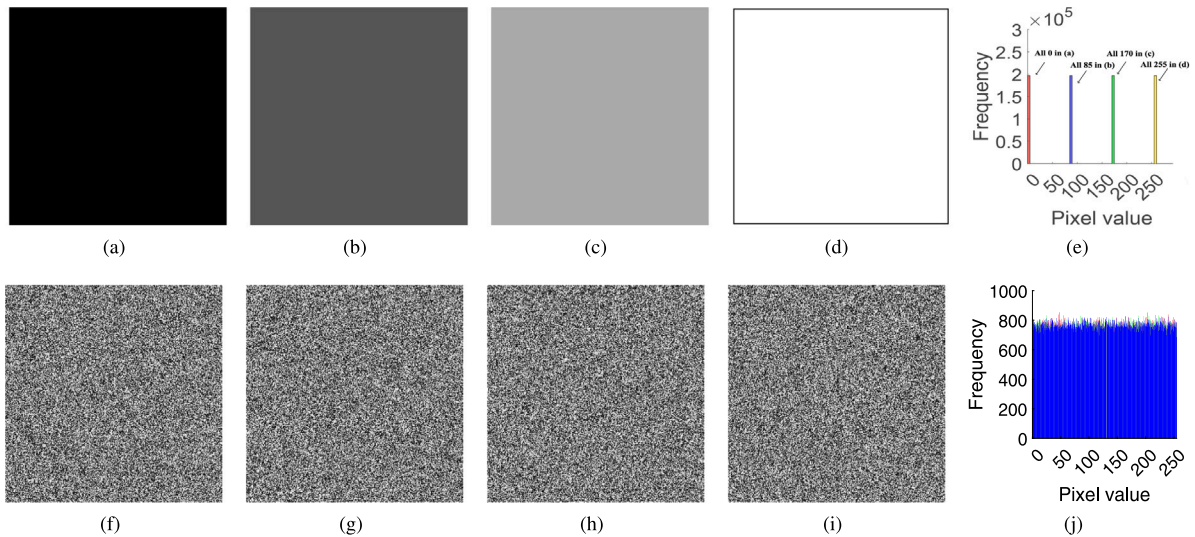 (a)
(b)
(c)
(d)
×10⁵
3
2.5
2
1.5
1
0.5
0
Frequency
All 0 in (a)
All 85 in (b)
All 170 in (c)
All 255 in (d)
0 50 100 150 200 250
Pixel value
(e)
(f)
(g)
(h)
(i)
1000
800
600
400
200
0
Frequency
0 50 100 150 200 250
Pixel value
(j)